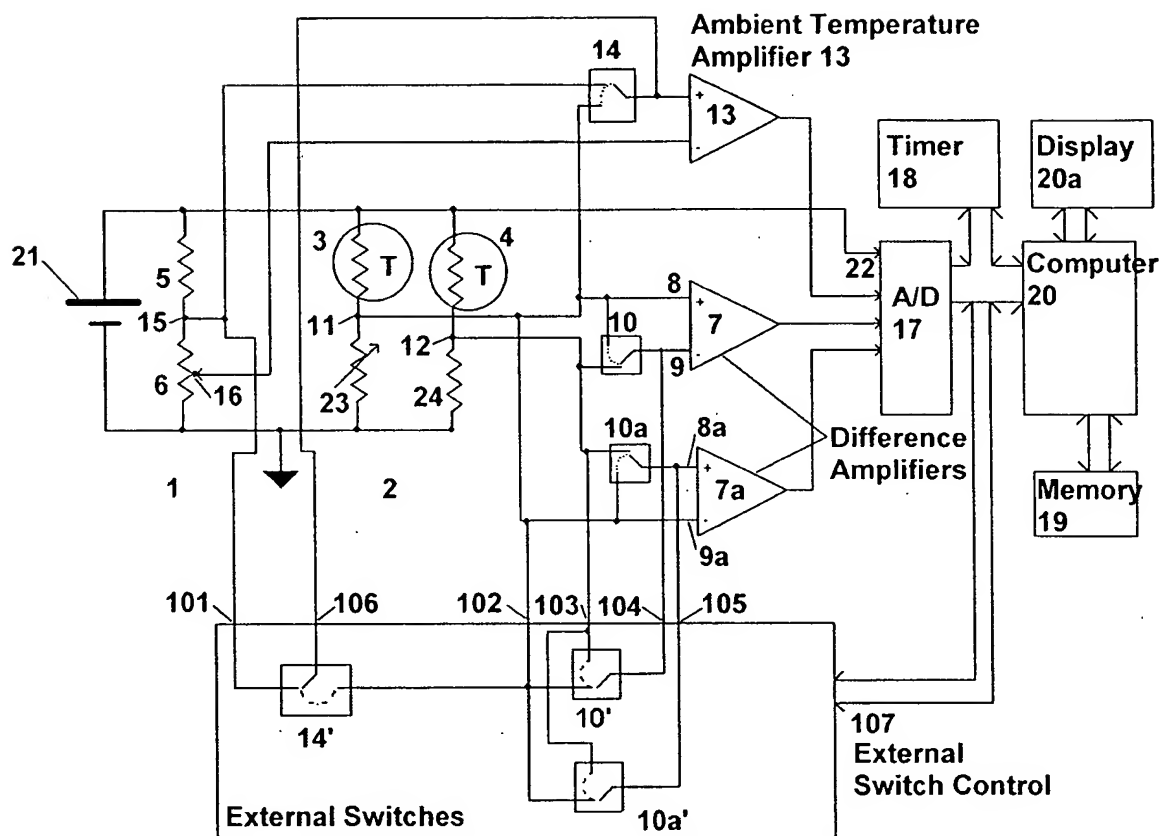 Ambient Temperature
Amplifier 13
14
+
13
-
Timer
18
Display
20a
3
4
T
T
21
5
22
A/D
17
Computer
20
15
11
12
10
8
+
7
9
-
6
16
23
24
10a
8a
+
7a
-
9a
Difference
Amplifiers
Memory
19
1
2
101
106
102
103
104
105
14'
10'
10a'
107
External
Switch Control
External Switches